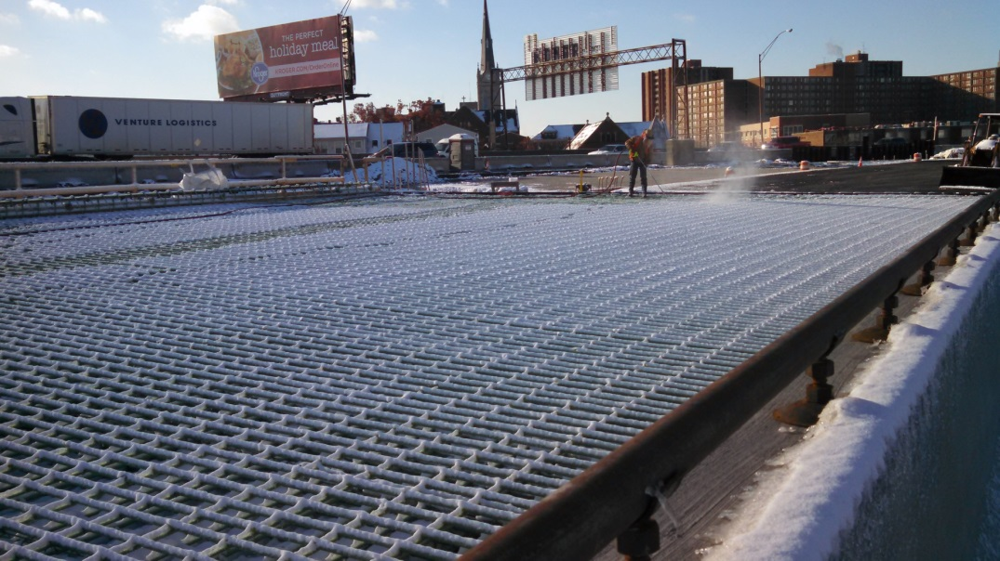 THE PERFECT
holiday meal
Kroger
VENTURE LOGISTICS